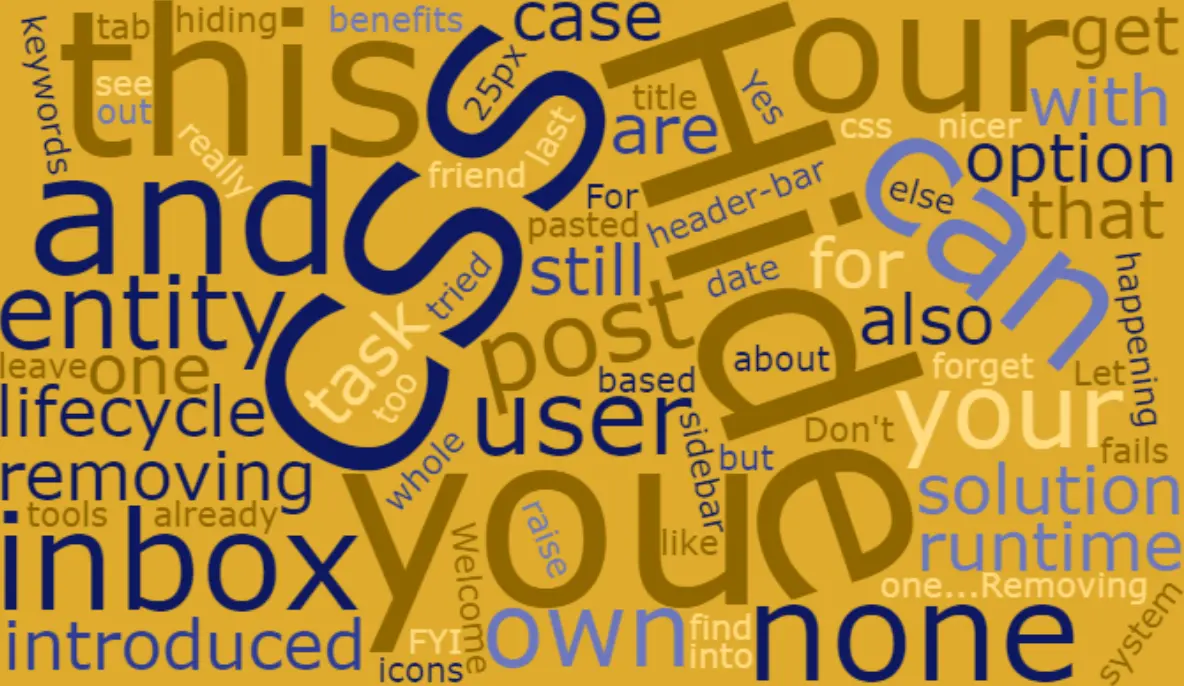 keywords
tab
hiding
benefits
this
see
out
really
CSS
25px
last
friend
case
title
are
Yes
Hide
our
get
with
css
nicer
option
can
else
that
and
For
pasted
header-bar
still
date
for
also
happening
entity
task
tried
too
post
about
based
forget
Let
leave
one
lifecycle
user
sidebar
but
Don't
your
fails
whole
removing
solution
tools
already
you
raise
like
runtime
inbox
Welcome
one...Removing
introduced
FYI
icons
own
find
into
none
system